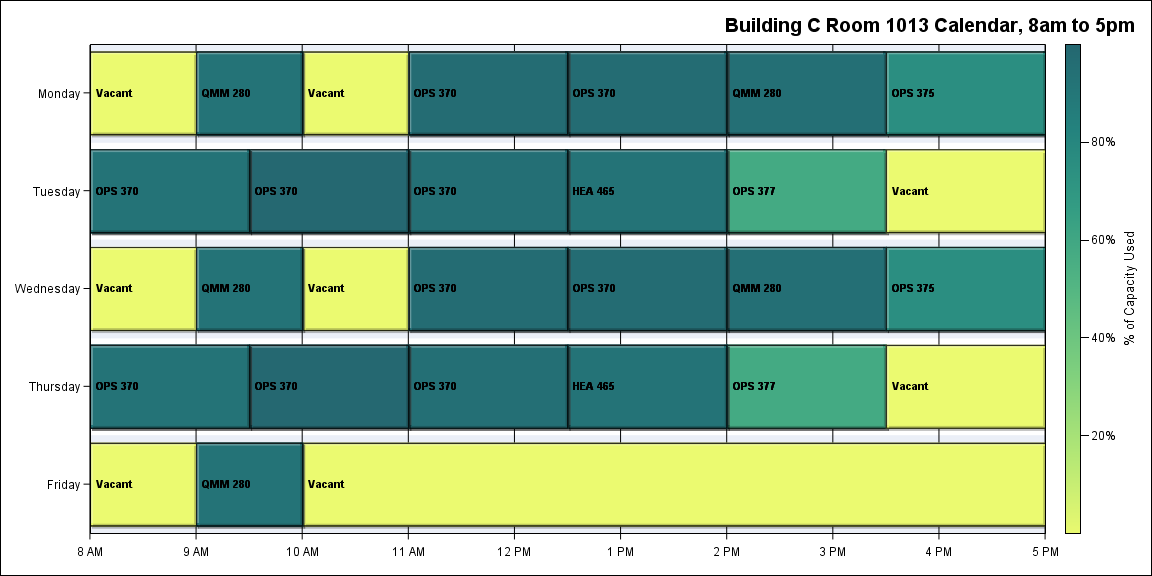 Building C Room 1013 Calendar, 8am to 5pm
Monday
Vacant
QMM 280
Vacant
OPS 370
OPS 370
QMM 280
OPS 375
Tuesday
OPS 370
OPS 370
OPS 370
HEA 465
OPS 377
Vacant
Wednesday
Vacant
QMM 280
Vacant
OPS 370
OPS 370
QMM 280
OPS 375
Thursday
OPS 370
OPS 370
OPS 370
HEA 465
OPS 377
Vacant
Friday
Vacant
QMM 280
Vacant
8 AM
9 AM
10 AM
11 AM
12 PM
1 PM
2 PM
3 PM
4 PM
5 PM
80%
60%
40%
20%
% of Capacity Used